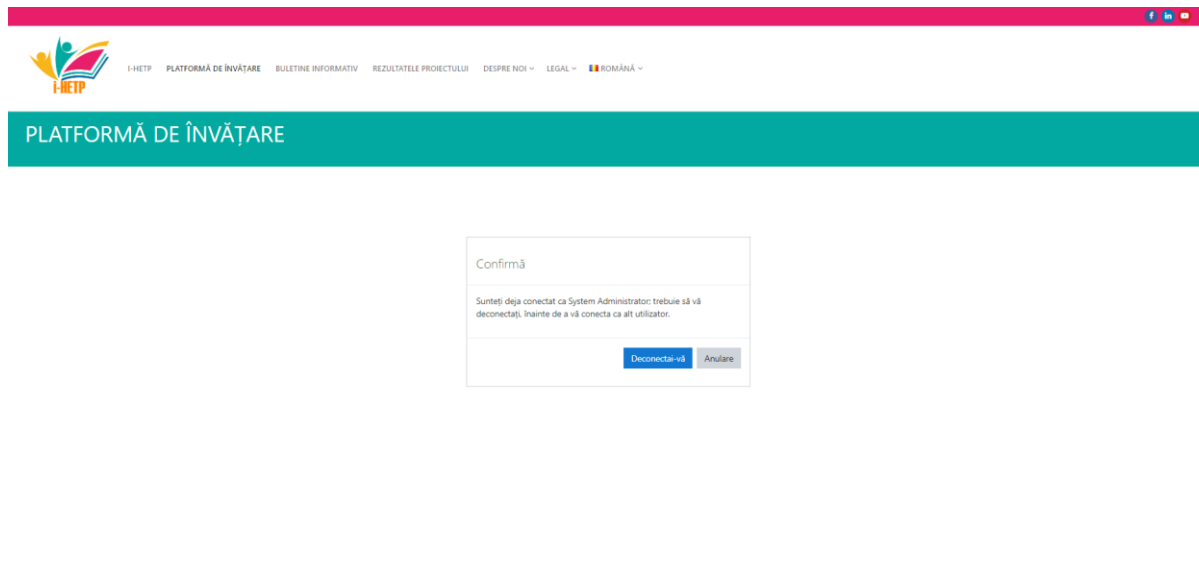 i-HETP
I-HETP PLATFORMĂ DE ÎNVĂȚARE BULETINE INFORMATIV REZULTATELE PROIECTULUI DESPRE NOI LEGAL ROMÂNĂ
PLATFORMĂ DE ÎNVĂȚARE
Confirmă
Sunteți deja conectat ca System Administrator; trebuie să vă
deconectați, înainte de a vă conecta ca alt utilizator.
Deconectai-vă Anulare